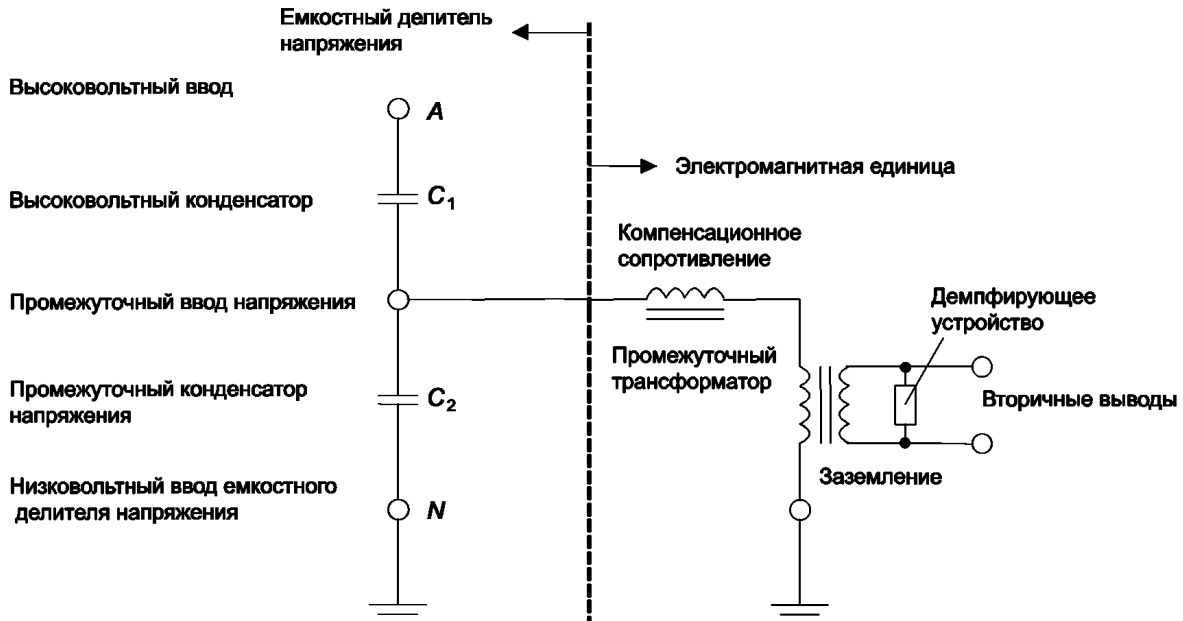 Емкостный делитель
напряжения
Высоковольтный ввод
A
Электромагнитная единица
Высоковольтный конденсатор
C1
Компенсационное
сопротивление
Промежуточный ввод напряжения
Демпфирующее
устройство
Промежуточный
трансформатор
Промежуточный конденсатор
напряжения
C2
Вторичные выводы
Заземление
Низковольтный ввод емкостного
делителя напряжения
N